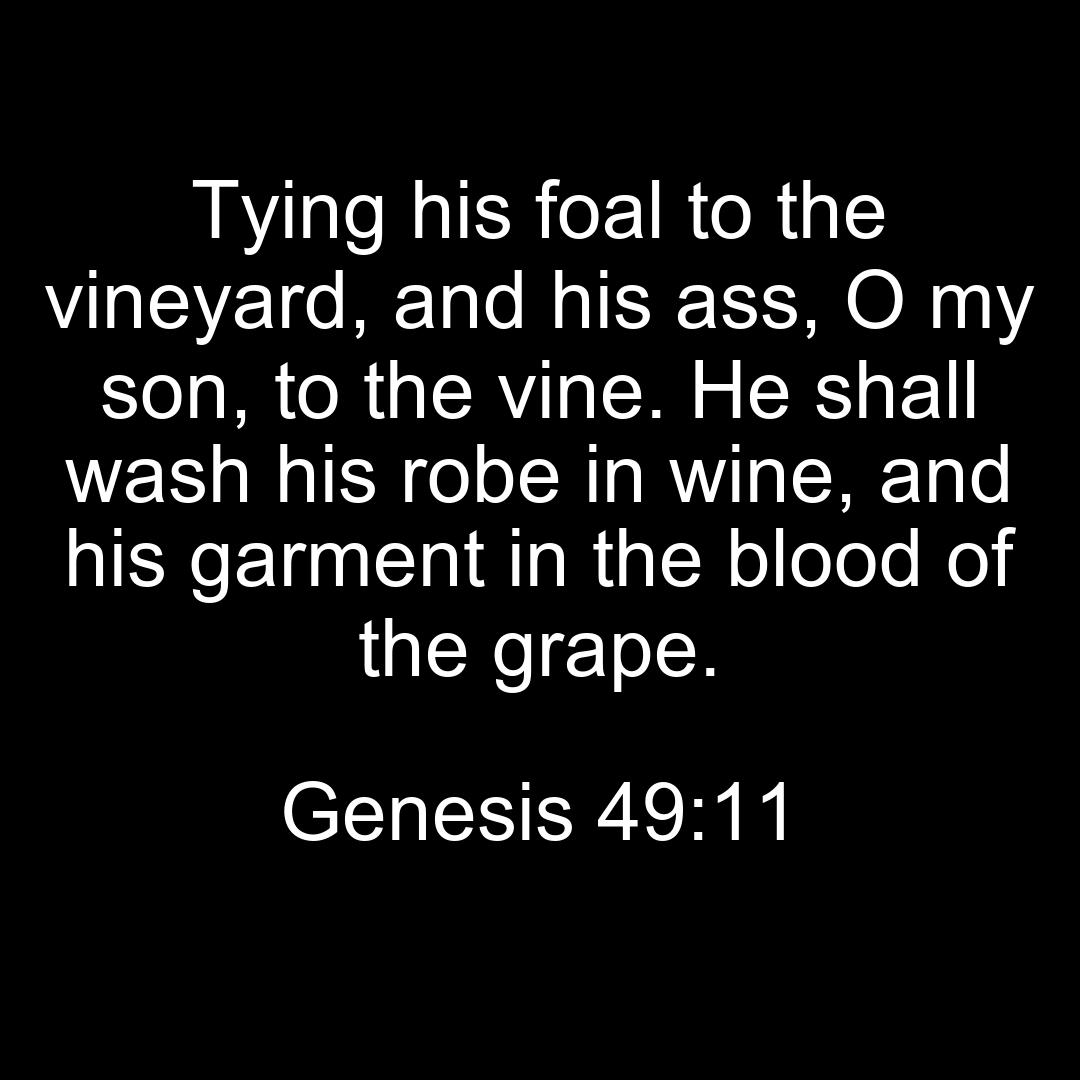 Tying his foal to the
vineyard, and his ass, O my
son, to the vine. He shall
wash his robe in wine, and
his garment in the blood of
the grape.
Genesis 49:11